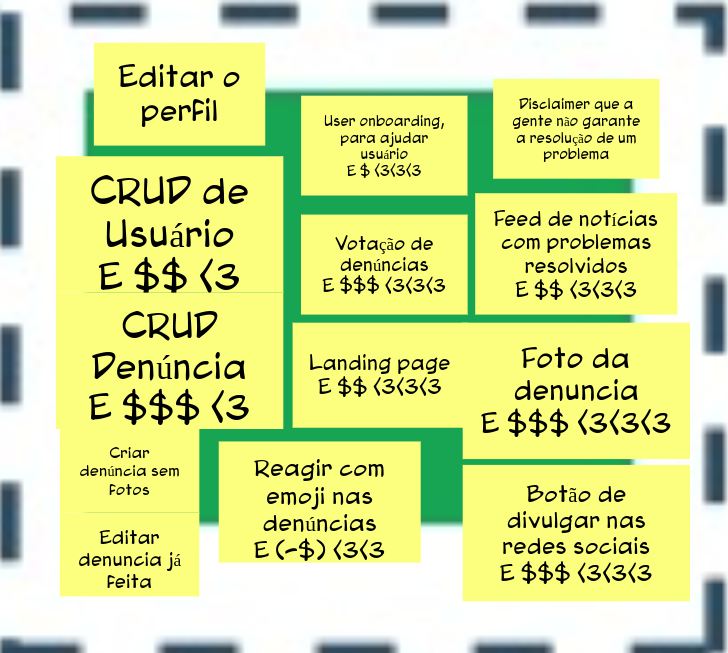 Editar o
perfil
User onboarding,
para ajudar
usuário
E $ <3<3<3
Disclaimer que a
gente não garante
a resolução de um
problema
CRUD de
Usuário
E $$ <3
Votação de
denúncias
E $$$ <3<3<3
Feed de notícias
com problemas
resolvidos
E $$ <3<3<3
CRUD
Denúncia
E $$$ <3
Landing page
E $$ <3<3<3
Foto da
denuncia
E $$$ <3<3<3
Criar
denúncia sem
fotos
Reagir com
emoji nas
denúncias
E (-$) <3<3
Botão de
divulgar nas
redes sociais
E $$$ <3<3<3
Editar
denuncia já
feita